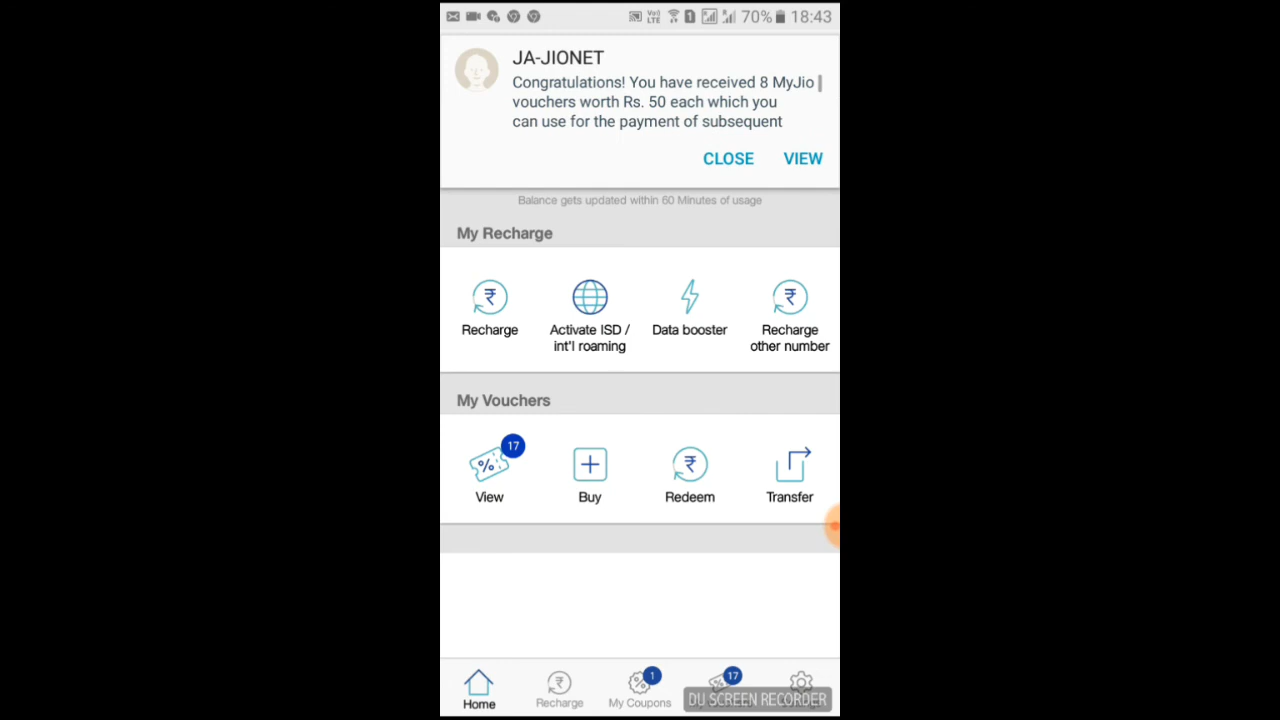 VoLTE 1 70% 18:43
JA-JIONET
Congratulations! You have received 8 MyJio
vouchers worth Rs. 50 each which you
can use for the payment of subsequent
CLOSE VIEW
Balance gets updated within 60 Minutes of usage
My Recharge
Recharge
Activate ISD /
int'l roaming
Data booster
Recharge
other number
My Vouchers
17
View
Buy
Redeem
Transfer
1
17
Home
Recharge
My Coupons
DU SCREEN RECORDER